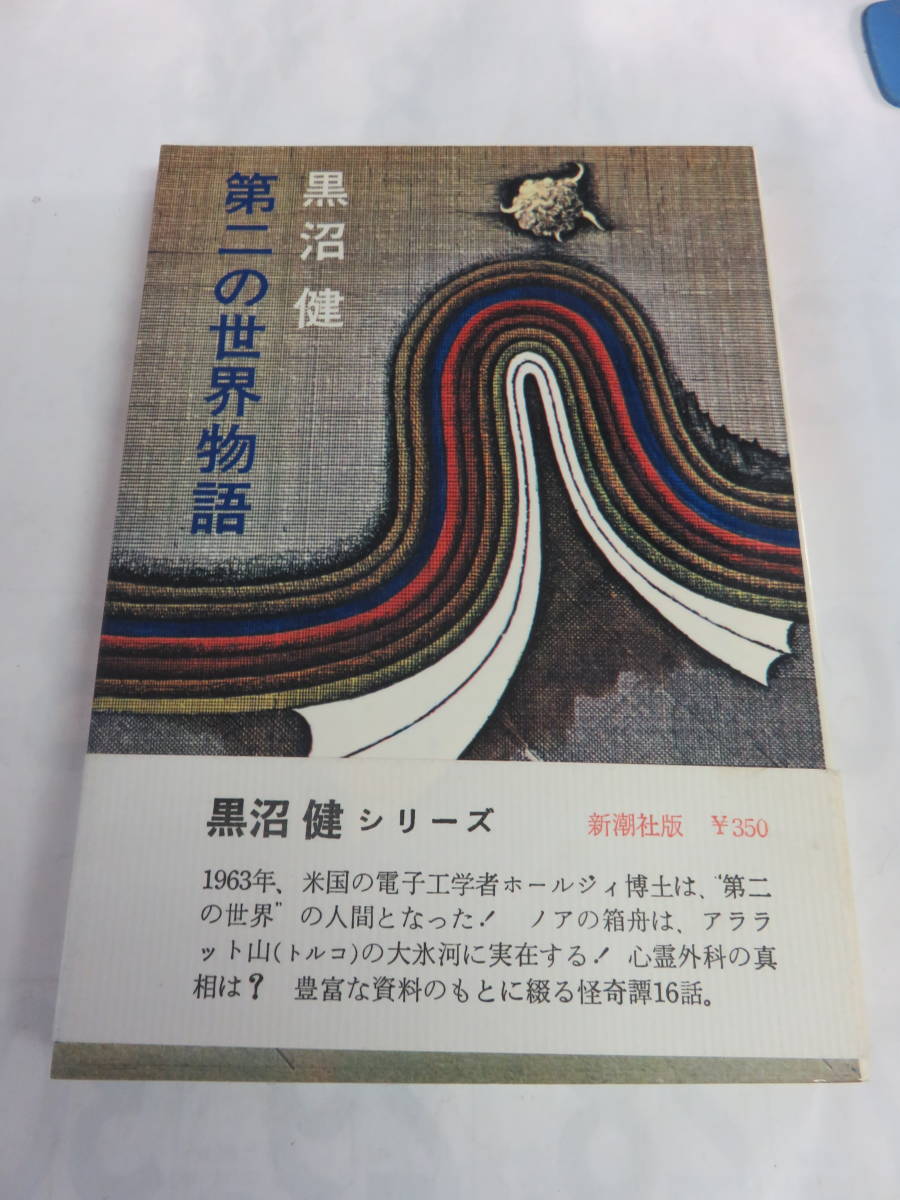 黒沼健
第二の世界物語
黒沼 健 シリーズ
新潮社版 ¥350
1963年、米国の電子工学者ホールジィ博士は、“第二
の世界”の人間となった! ノアの箱舟は、アララ
ット山(トルコ)の大氷河に実在する! 心霊外科の真
相は? 豊富な資料のもとに綴る怪奇譚16話。